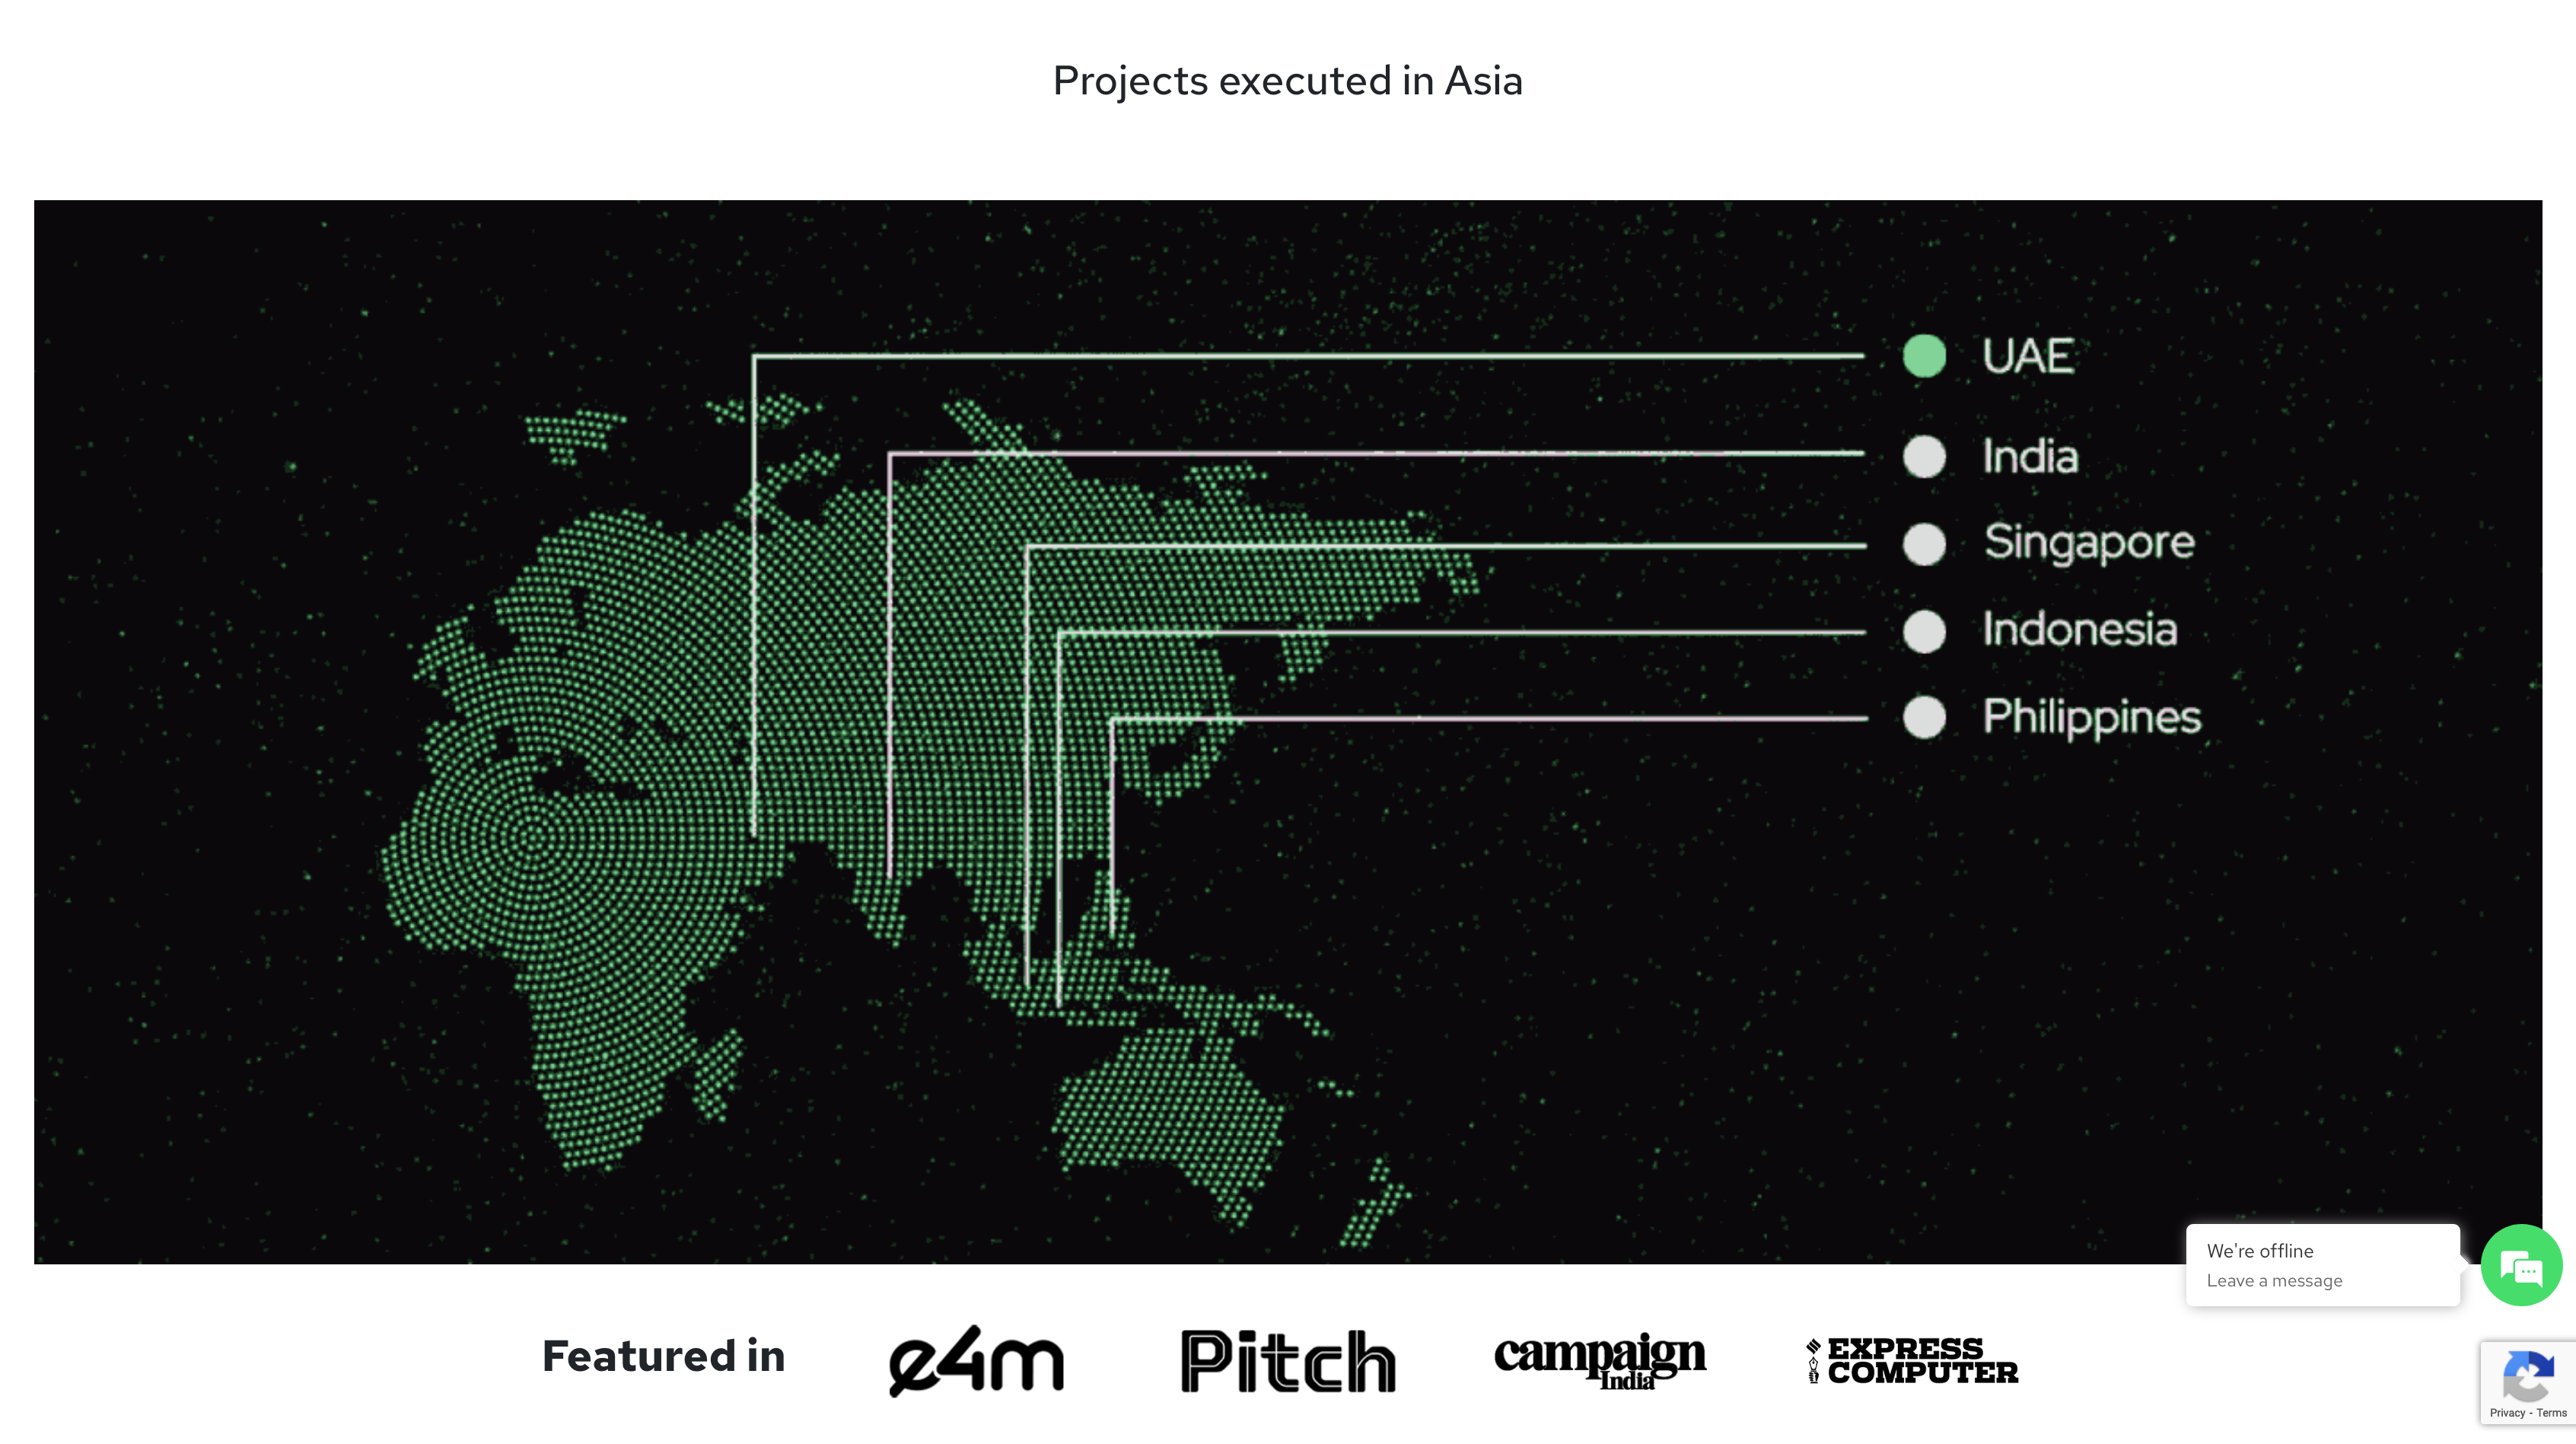 Projects executed in Asia
UAE
India
Singapore
Indonesia
Philippines
We're offline
Leave a message
Featured in
e4m
Pitch
campaign
India
EXPRESS
COMPUTER
Privacy - Terms